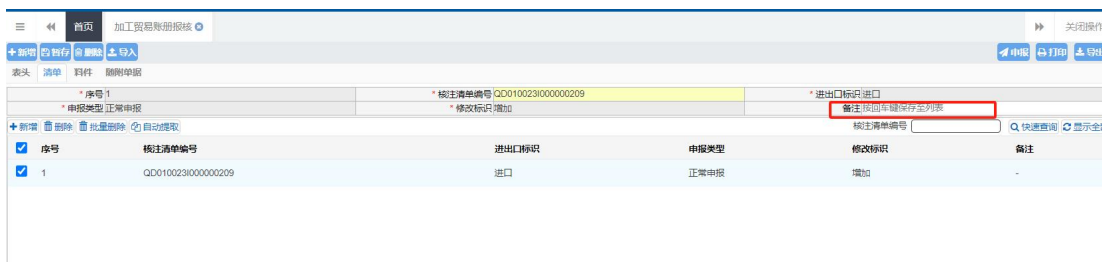 首页 加工贸易账册报核 关闭操作
新增 暂存 删除 导入 申报 打印 导出
表头 清单 料件 随附单据
* 序号 1 * 核注清单编号 QD010023I000000209 * 进出口标识 进口
* 申报类型 正常申报 * 修改标识 增加 备注 按回车键保存至列表
新增 删除 批量删除 自动提取 核注清单编号 快速查询 显示全
序号 核注清单编号 进出口标识 申报类型 修改标识 备注
1 QD010023I000000209 进口 正常申报 增加 -